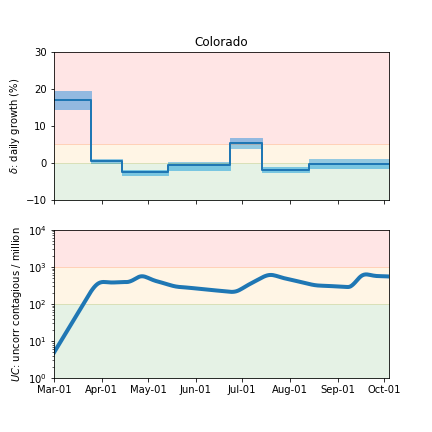 Colorado
δ: daily growth (%)
30
20
10
0
−10
UC: uncorr contagious / million
10⁴
10³
10²
10¹
10⁰
Mar-01 Apr-01 May-01 Jun-01 Jul-01 Aug-01 Sep-01 Oct-01